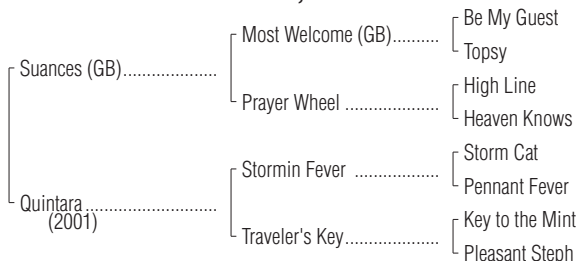 Be My Guest
Most Welcome (GB)..........
Topsy
Suances (GB)....................
High Line
Prayer Wheel ....................
Heaven Knows
Storm Cat
Stormin Fever ..................
Pennant Fever
Quintara............................
(2001)
Key to the Mint
Traveler's Key....................
Pleasant Steph